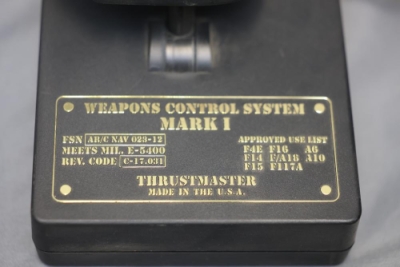 WEAPONS CONTROL SYSTEM
MARK I
FSN AB/C NAV 023-12
MEETS MIL. E-5400
REV. CODE C-17.031
APPROVED USE LIST
F4E F16 A6
F14 F/A18 A10
F15 F117A
THRUSTMASTER
MADE IN THE U.S.A.